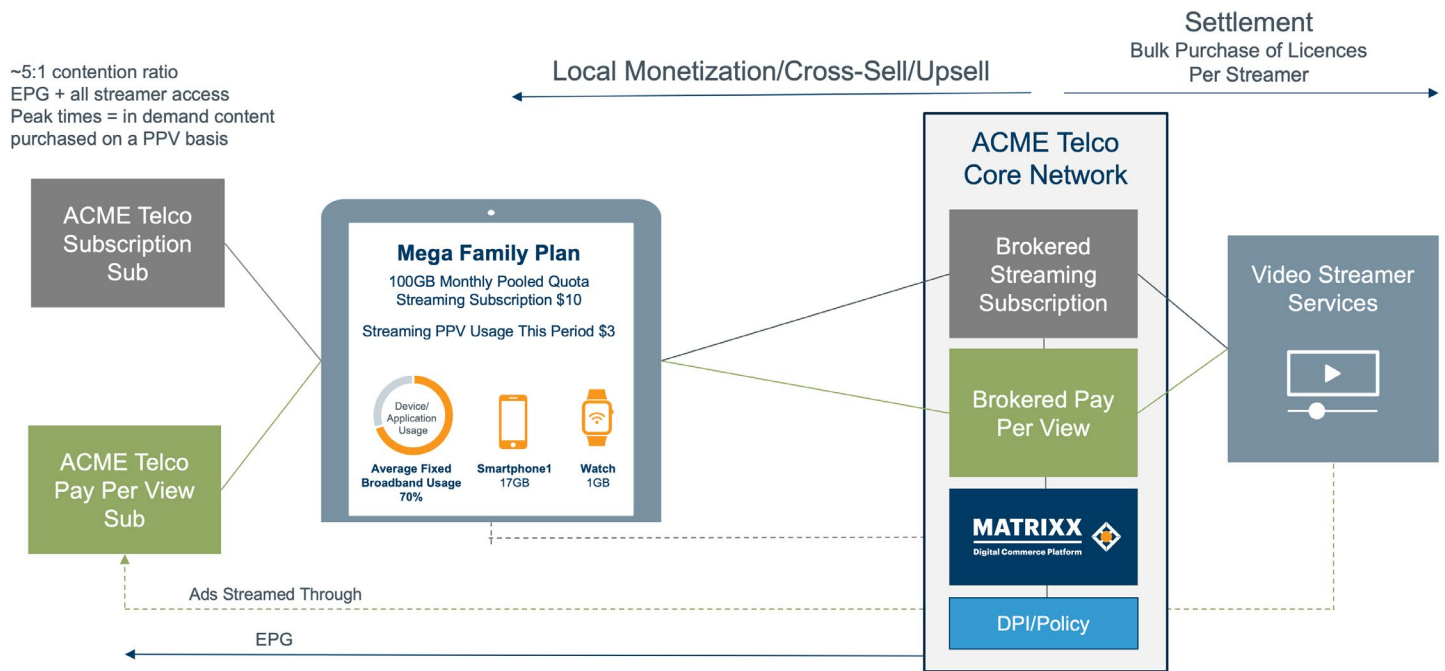 Settlement
Bulk Purchase of Licences
Per Streamer
Local Monetization/Cross-Sell/Upsell
~5:1 contention ratio
EPG + all streamer access
Peak times = in demand content
purchased on a PPV basis
ACME Telco
Subscription
Sub
ACME Telco
Pay Per View
Sub
Mega Family Plan
100GB Monthly Pooled Quota
Streaming Subscription $10
Streaming PPV Usage This Period $3
Device/
Application
Usage
Average Fixed
Broadband Usage
70%
Smartphone1
17GB
Watch
1GB
ACME Telco
Core Network
Brokered
Streaming
Subscription
Brokered Pay
Per View
MATRIXX
Digital Commerce Platform
DPI/Policy
Video Streamer
Services
Ads Streamed Through
EPG